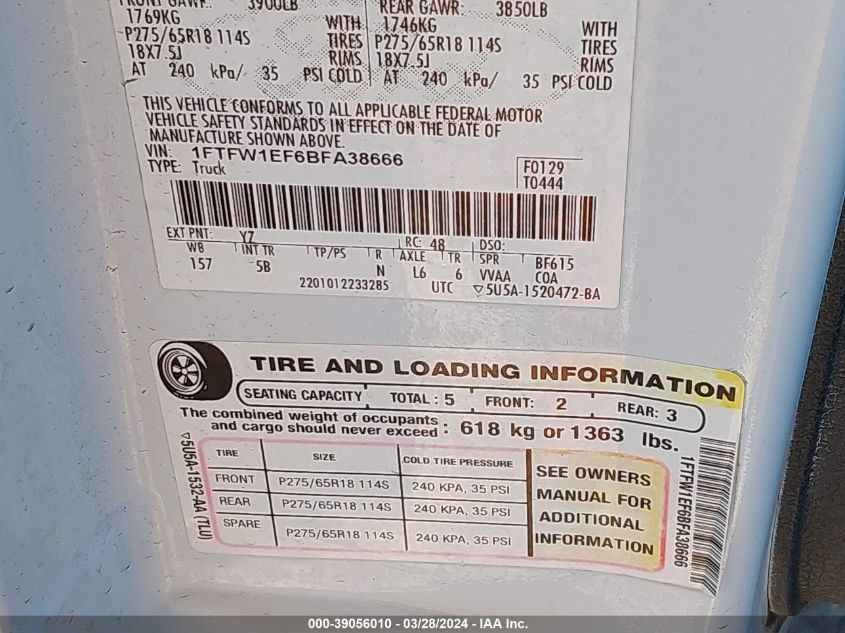 FRONT GAWR: 3900LB REAR GAWR: 3850LB
1769KG WITH 1746KG WITH
P275/65R18 114S TIRES P275/65R18 114S TIRES
18X7.5J RIMS 18X7.5J RIMS
AT 240 kPa/ 35 PSI COLD AT 240 kPa/ 35 PSI COLD
THIS VEHICLE CONFORMS TO ALL APPLICABLE FEDERAL MOTOR
VEHICLE SAFETY STANDARDS IN EFFECT ON THE DATE OF
MANUFACTURE SHOWN ABOVE.
VIN: 1FTFW1EF6BFA38666
TYPE: Truck
F0129
T0444
EXT PNT: YZ RC: 48 DSO:
WB INT TR TP/PS R AXLE TR SPR BF615
157 5B N L6 6 VVAA COA
2201012233285 UTC ▽5U5A-1520472-BA
TIRE AND LOADING INFORMATION
SEATING CAPACITY TOTAL : 5 FRONT: 2 REAR: 3
The combined weight of occupants
and cargo should never exceed : 618 kg or 1363 lbs.
TIRE SIZE COLD TIRE PRESSURE
FRONT P275/65R18 114S 240 KPA, 35 PSI
REAR P275/65R18 114S 240 KPA, 35 PSI
SPARE P275/65R18 114S 240 KPA, 35 PSI
SEE OWNERS
MANUAL FOR
ADDITIONAL
INFORMATION
▽5U5A-1532-AA (TLU)
1FTFW1EF6BFA38666
000-39056010 / 03/28/2024 - IAA Inc.